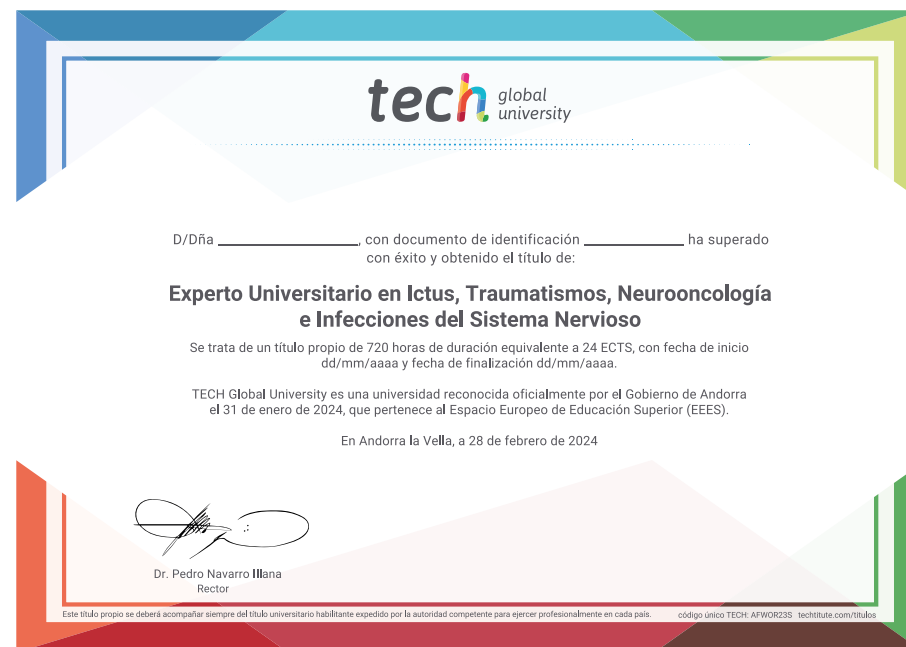 tech global university
D/Dña ____________________, con documento de identificación ______________ ha superado
con éxito y obtenido el título de:
Experto Universitario en Ictus, Traumatismos, Neurooncología
e Infecciones del Sistema Nervioso
Se trata de un título propio de 720 horas de duración equivalente a 24 ECTS, con fecha de inicio
dd/mm/aaaa y fecha de finalización dd/mm/aaaa.
TECH Global University es una universidad reconocida oficialmente por el Gobierno de Andorra
el 31 de enero de 2024, que pertenece al Espacio Europeo de Educación Superior (EEES).
En Andorra la Vella, a 28 de febrero de 2024
Dr. Pedro Navarro Illana
Rector
Este título propio se deberá acompañar siempre del título universitario habilitante expedido por la autoridad competente para ejercer profesionalmente en cada país. código único TECH: AFWOR23S techtitute.com/titulos